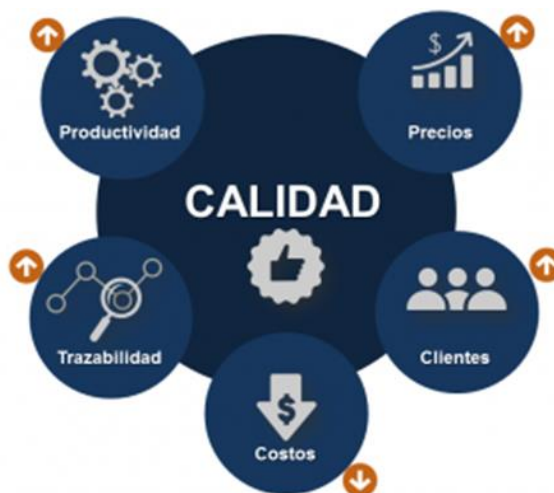 Productividad
Precios
CALIDAD
Trazabilidad
Clientes
$
Costos